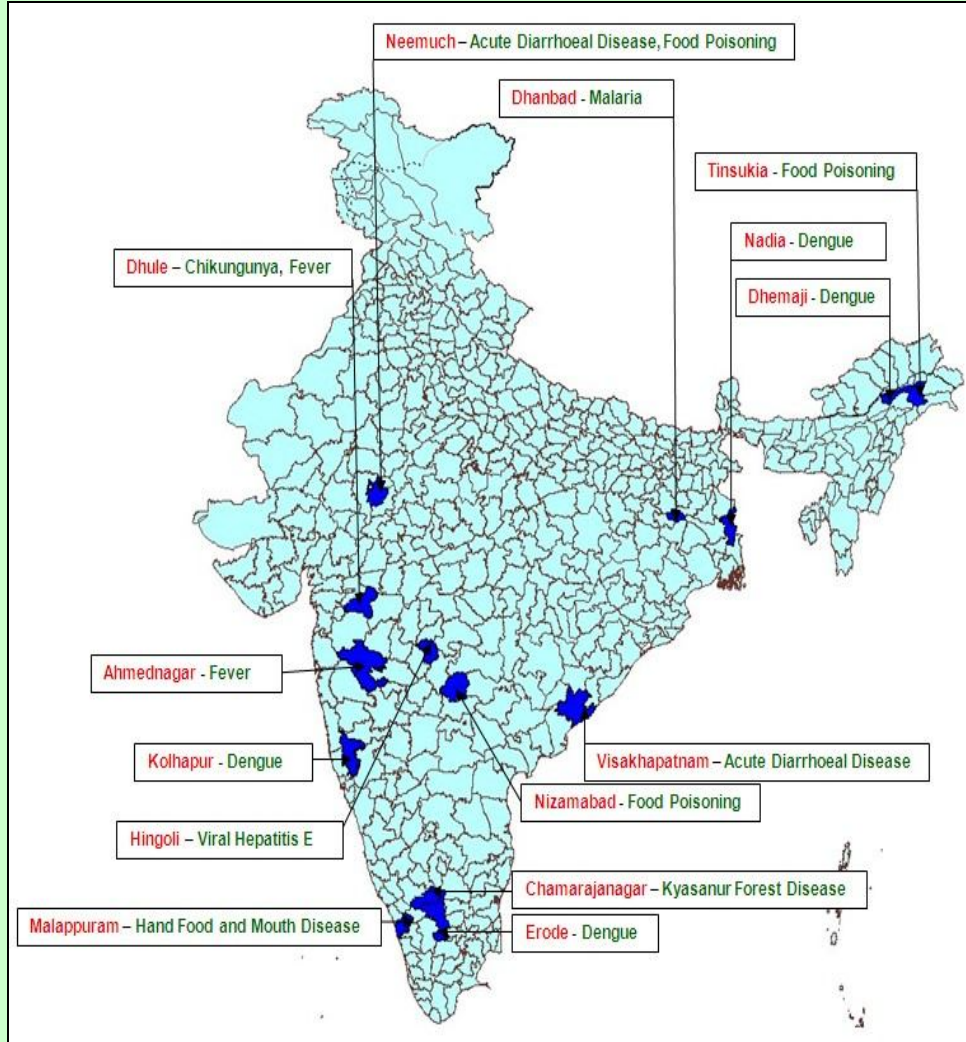 Neemuch – Acute Diarrhoeal Disease, Food Poisoning
Dhanbad - Malaria
Tinsukia - Food Poisoning
Nadia - Dengue
Dhule – Chikungunya, Fever
Dhemaji - Dengue
Ahmednagar - Fever
Kolhapur - Dengue
Visakhapatnam – Acute Diarrhoeal Disease
Nizamabad - Food Poisoning
Hingoli – Viral Hepatitis E
Chamarajanagar – Kyasanur Forest Disease
Malappuram – Hand Food and Mouth Disease
Erode - Dengue